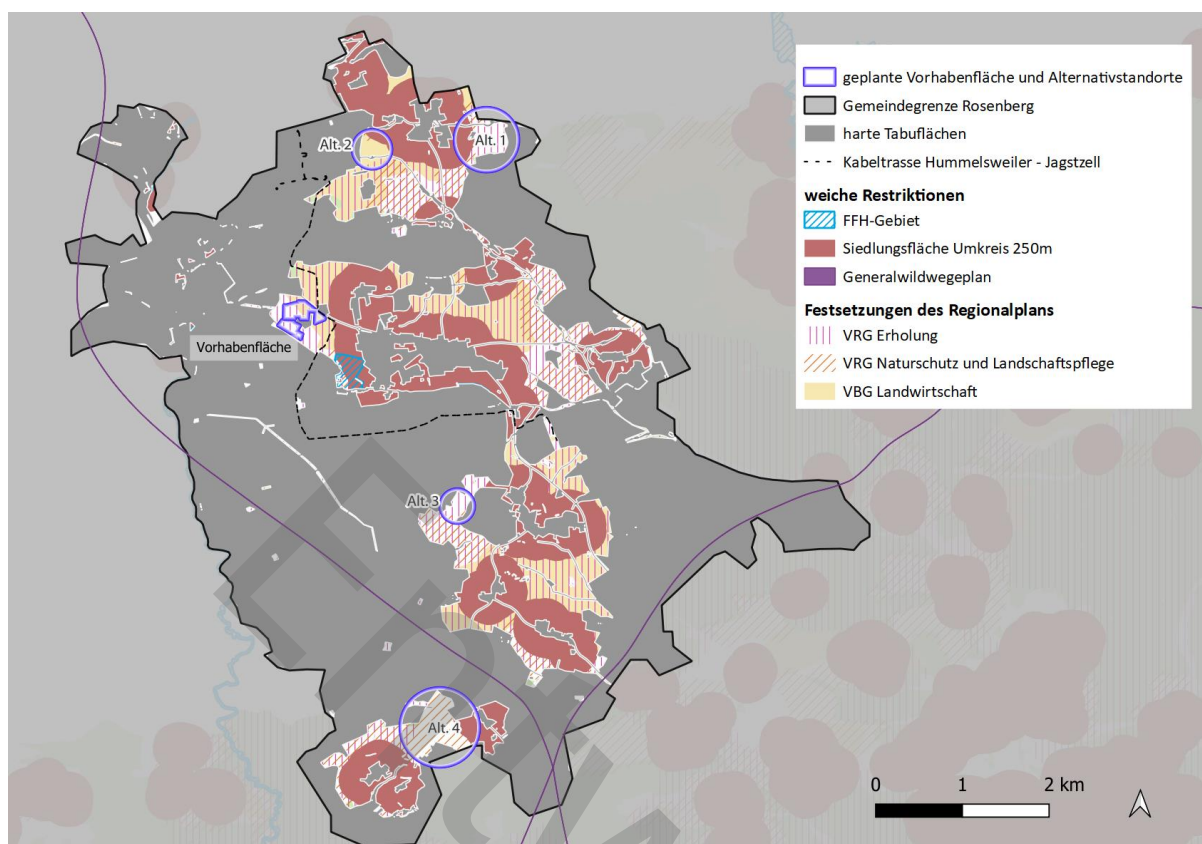 geplante Vorhabenfläche und Alternativstandorte
Gemeindegrenze Rosenberg
harte Tabuflächen
Kabeltrasse Hummelsweiler - Jagstzell
weiche Restriktionen
FFH-Gebiet
Siedlungsfläche Umkreis 250m
Generalwildwegeplan
Festsetzungen des Regionalplans
VRG Erholung
VRG Naturschutz und Landschaftspflege
VBG Landwirtschaft
Alt. 2
Alt. 1
Vorhabenfläche
Alt. 3
Alt. 4
0 1 2 km